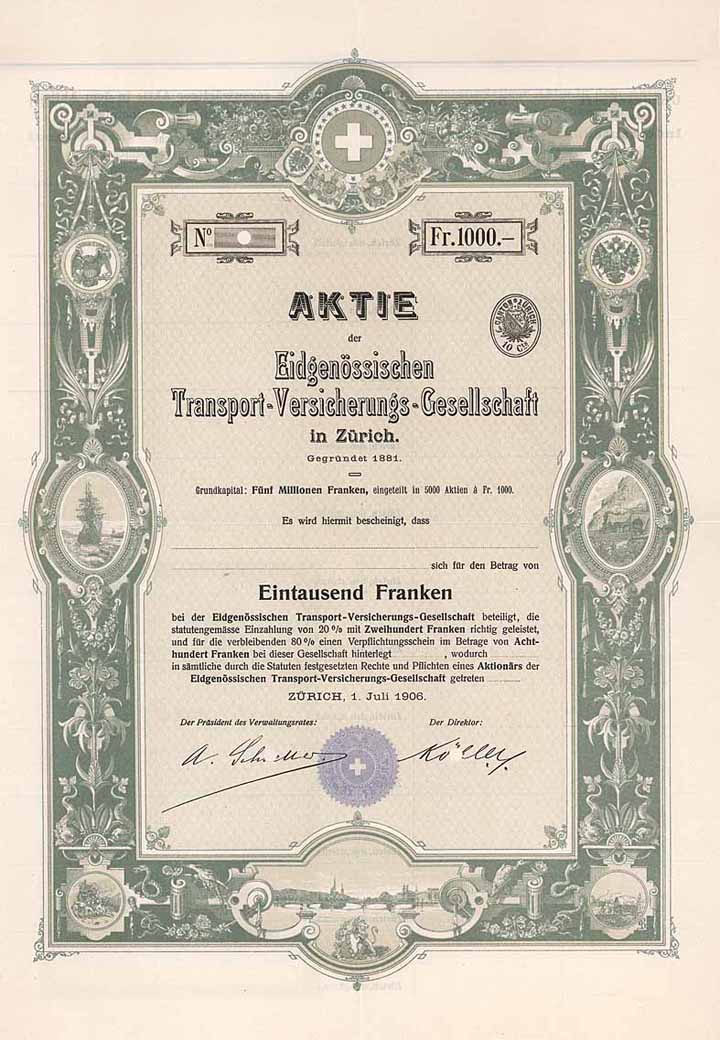 Nº
Fr. 1000.–
AKTIE
KANTON ZÜRICH
10 Cts
der
Eidgenössischen
Transport-Versicherungs-Gesellschaft
in Zürich.
Gegründet 1881.
Grundkapital: Fünf Millionen Franken, eingeteilt in 5000 Aktien à Fr. 1000.
Es wird hiermit bescheinigt, dass
sich für den Betrag von
Eintausend Franken
bei der Eidgenössischen Transport-Versicherungs-Gesellschaft beteiligt, die
statutengemässe Einzahlung von 20 % mit Zweihundert Franken richtig geleistet,
und für die verbleibenden 80 % einen Verpflichtungsschein im Betrage von Acht-
hundert Franken bei dieser Gesellschaft hinterlegt , wodurch
in sämtliche durch die Statuten festgesetzten Rechte und Pflichten eines Aktionärs der
Eidgenössischen Transport-Versicherungs-Gesellschaft getreten
ZÜRICH, 1. Juli 1906.
Der Präsident des Verwaltungsrates: Der Direktor: